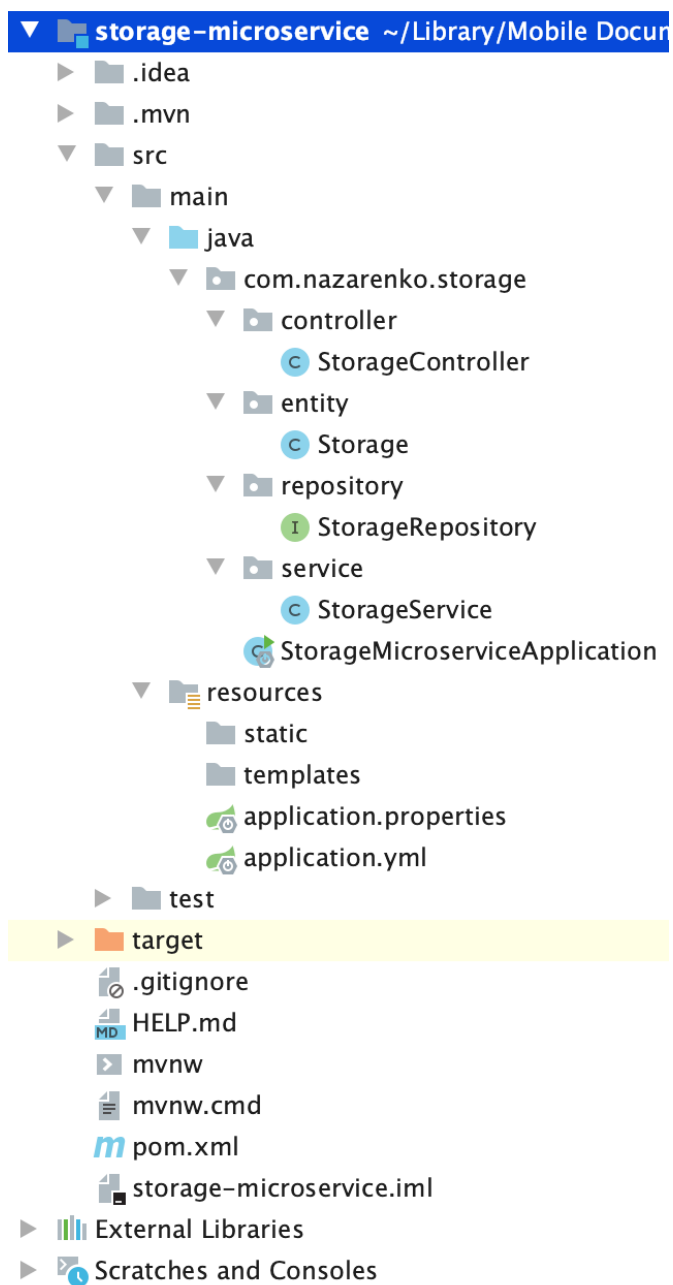 storage-microservice ~/Library/Mobile Docum
.idea
.mvn
src
main
java
com.nazarenko.storage
controller
C StorageController
entity
C Storage
repository
I StorageRepository
service
C StorageService
StorageMicroserviceApplication
resources
static
templates
application.properties
application.yml
test
target
.gitignore
MD HELP.md
mvnw
mvnw.cmd
m pom.xml
storage-microservice.iml
External Libraries
Scratches and Consoles